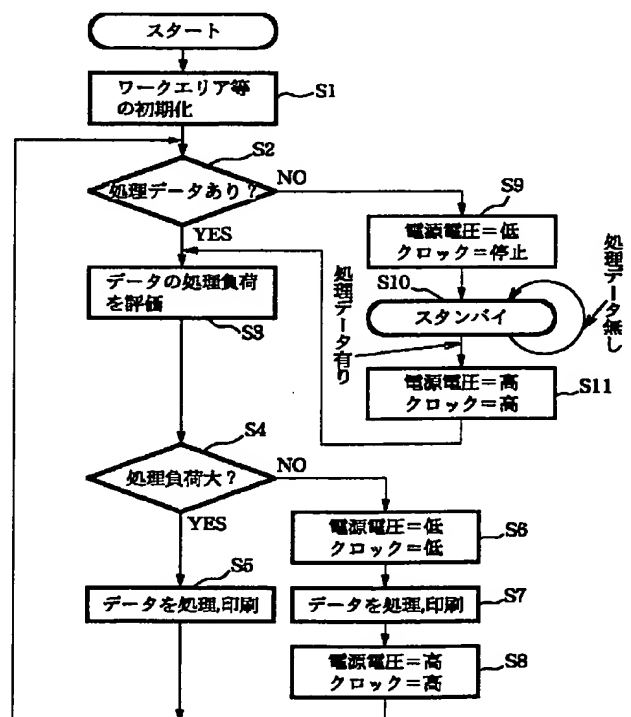 スタート
ワークエリア等
の初期化
S1
S2
処理データあり?
NO
YES
S9
電源電圧=低
クロック=停止
データの処理負荷
を評価
S3
S10
スタンバイ
処理データ無し
処理データ有り
電源電圧=高
クロック=高
S11
S4
処理負荷大?
NO
YES
電源電圧=低
クロック=低
S6
S5
データを処理,印刷
データを処理,印刷
S7
電源電圧=高
クロック=高
S8